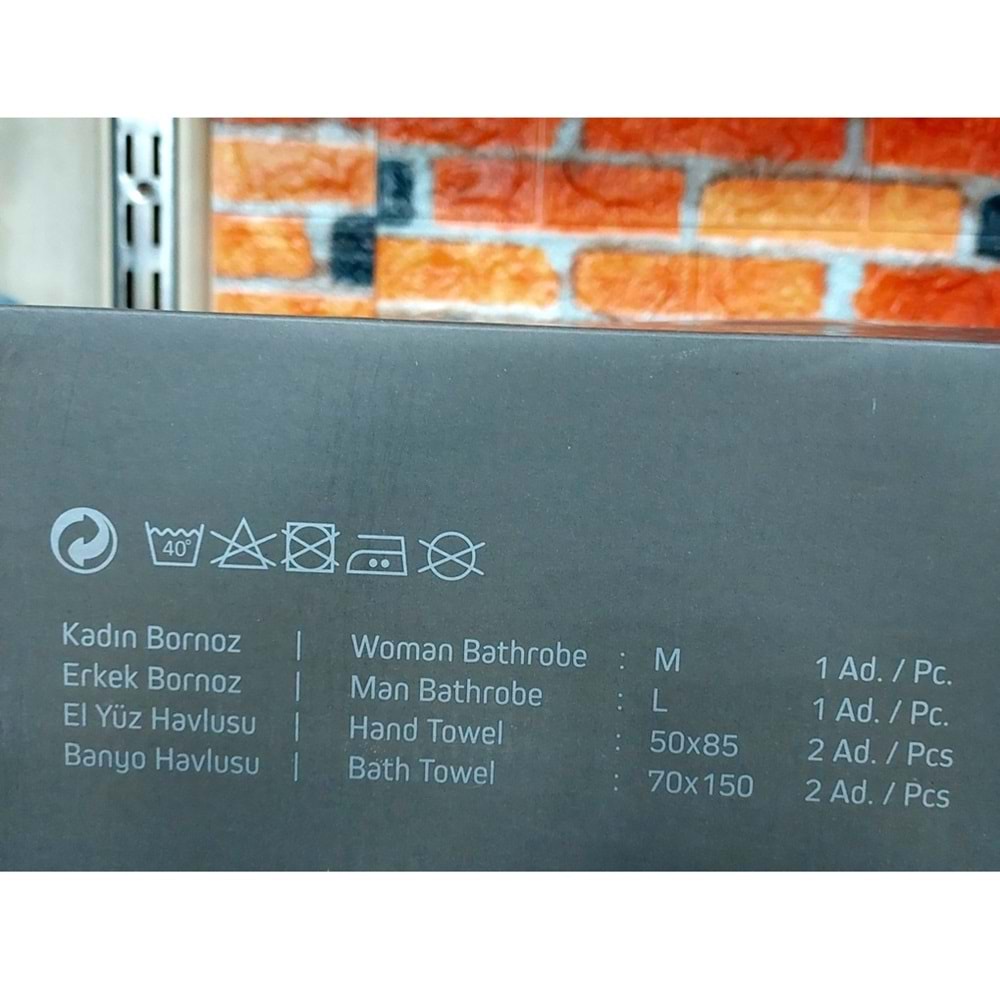 40°
Kadın Bornoz | Woman Bathrobe : M 1 Ad. / Pc.
Erkek Bornoz | Man Bathrobe : L 1 Ad. / Pc.
El Yüz Havlusu | Hand Towel : 50x85 2 Ad. / Pcs
Banyo Havlusu | Bath Towel : 70x150 2 Ad. / Pcs